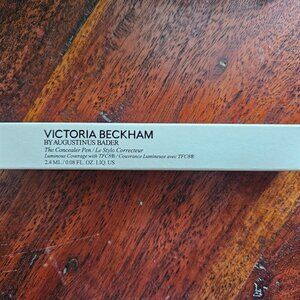 VICTORIA BECKHAM
BY AUGUSTINUS BADER
The Concealer Pen / Le Stylo Correcteur
Luminous Coverage with TFC8® / Couvrance Lumineuse avec TFC8®
2.4 ML. / 0.08 FL. OZ. LIQ. US